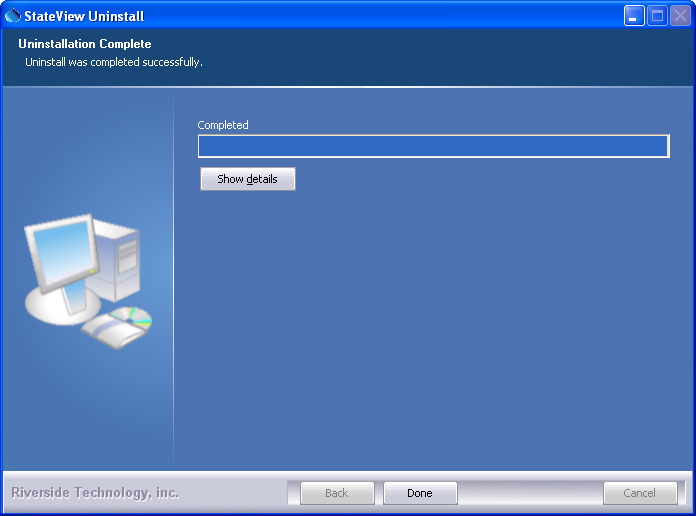 StateView Uninstall
Uninstallation Complete
Uninstall was completed successfully.
Completed
Show details
Riverside Technology, inc.
Back
Done
Cancel